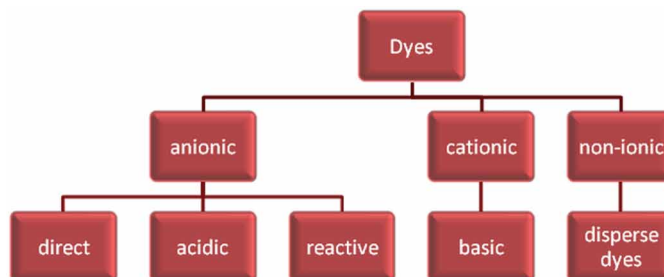 Dyes
anionic
cationic
non-ionic
direct
acidic
reactive
basic
disperse
dyes